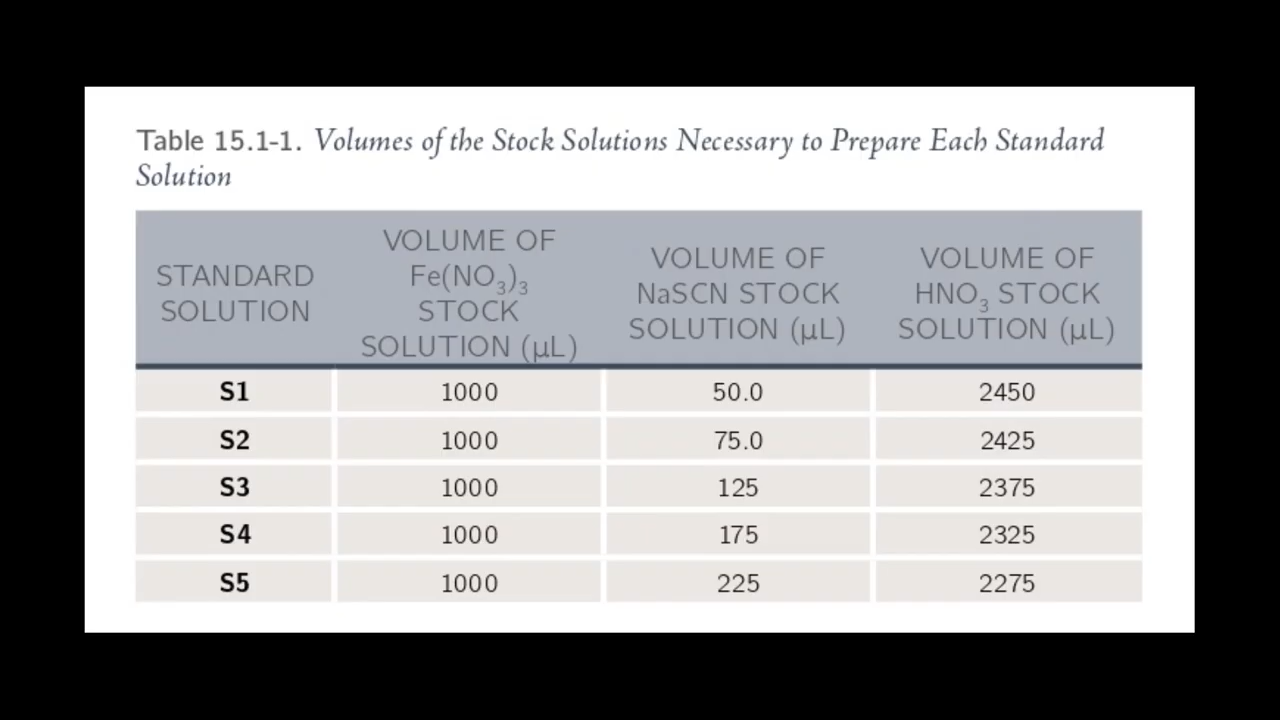 Table 15.1-1. Volumes of the Stock Solutions Necessary to Prepare Each Standard
Solution
STANDARD
SOLUTION
VOLUME OF
Fe(NO₃)₃
STOCK
SOLUTION (µL)
VOLUME OF
NaSCN STOCK
SOLUTION (µL)
VOLUME OF
HNO₃ STOCK
SOLUTION (µL)
S1 1000 50.0 2450
S2 1000 75.0 2425
S3 1000 125 2375
S4 1000 175 2325
S5 1000 225 2275